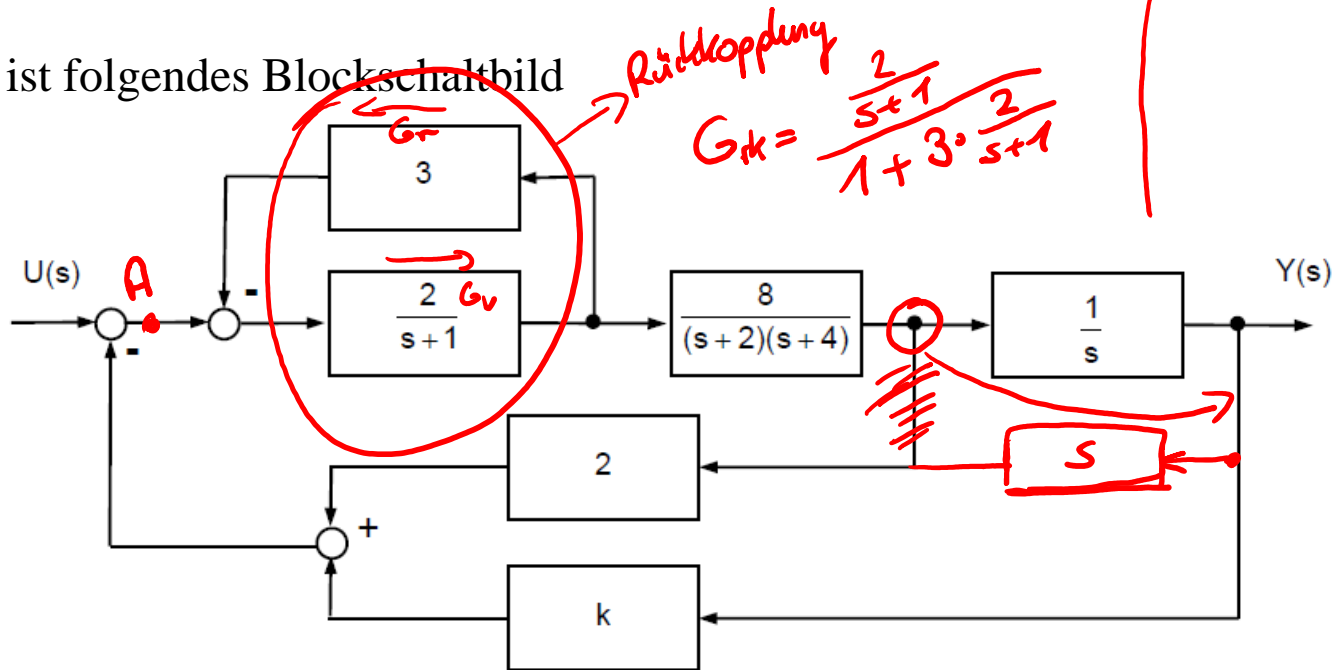 ist folgendes Blockschaltbild
Rückkopplung
G_rk = (2/(s+1)) / (1 + 3 · 2/(s+1))
Gr
3
U(s)
A
-
2/(s+1)
Gv
8/((s+2)(s+4))
1/s
Y(s)
-
2
s
+
k